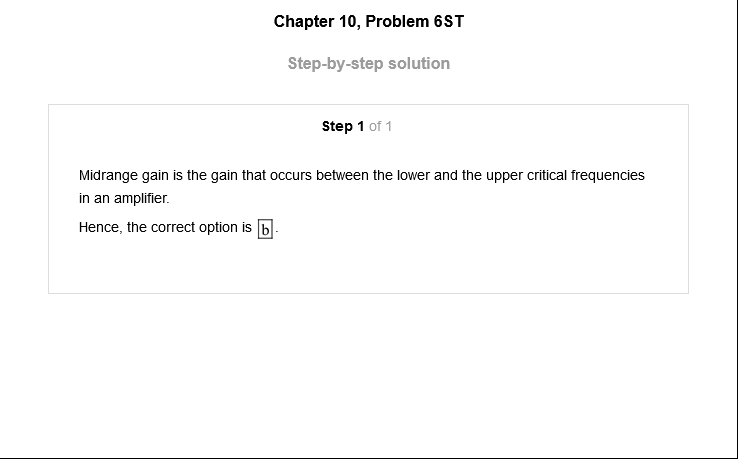 Chapter 10, Problem 6ST
Step-by-step solution
Step 1 of 1
Midrange gain is the gain that occurs between the lower and the upper critical frequencies
in an amplifier.
Hence, the correct option is b.